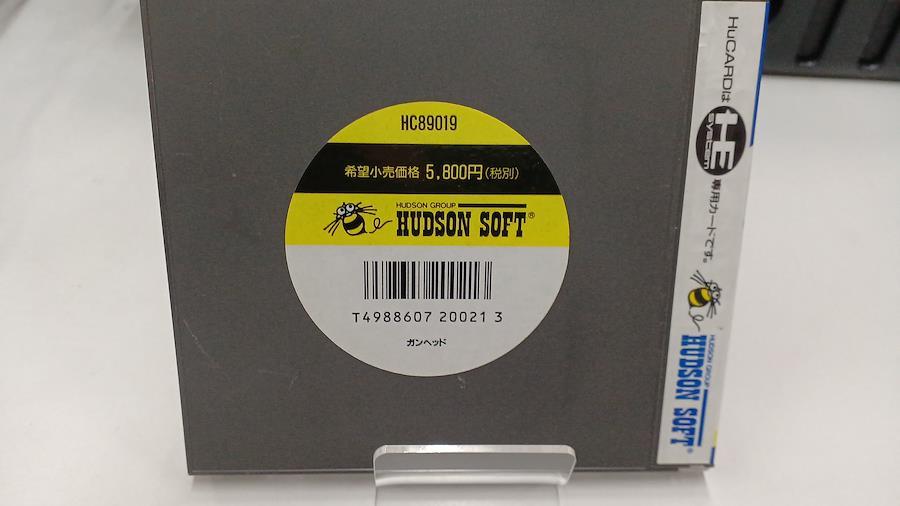 HC89019
希望小売価格 5,800円(税別)
HUDSON GROUP
HUDSON SOFT®
T4988607 20021 3
ガンヘッド
HuCARDは HE SYSTEM 専用カードです。
HUDSON GROUP
HUDSON SOFT®